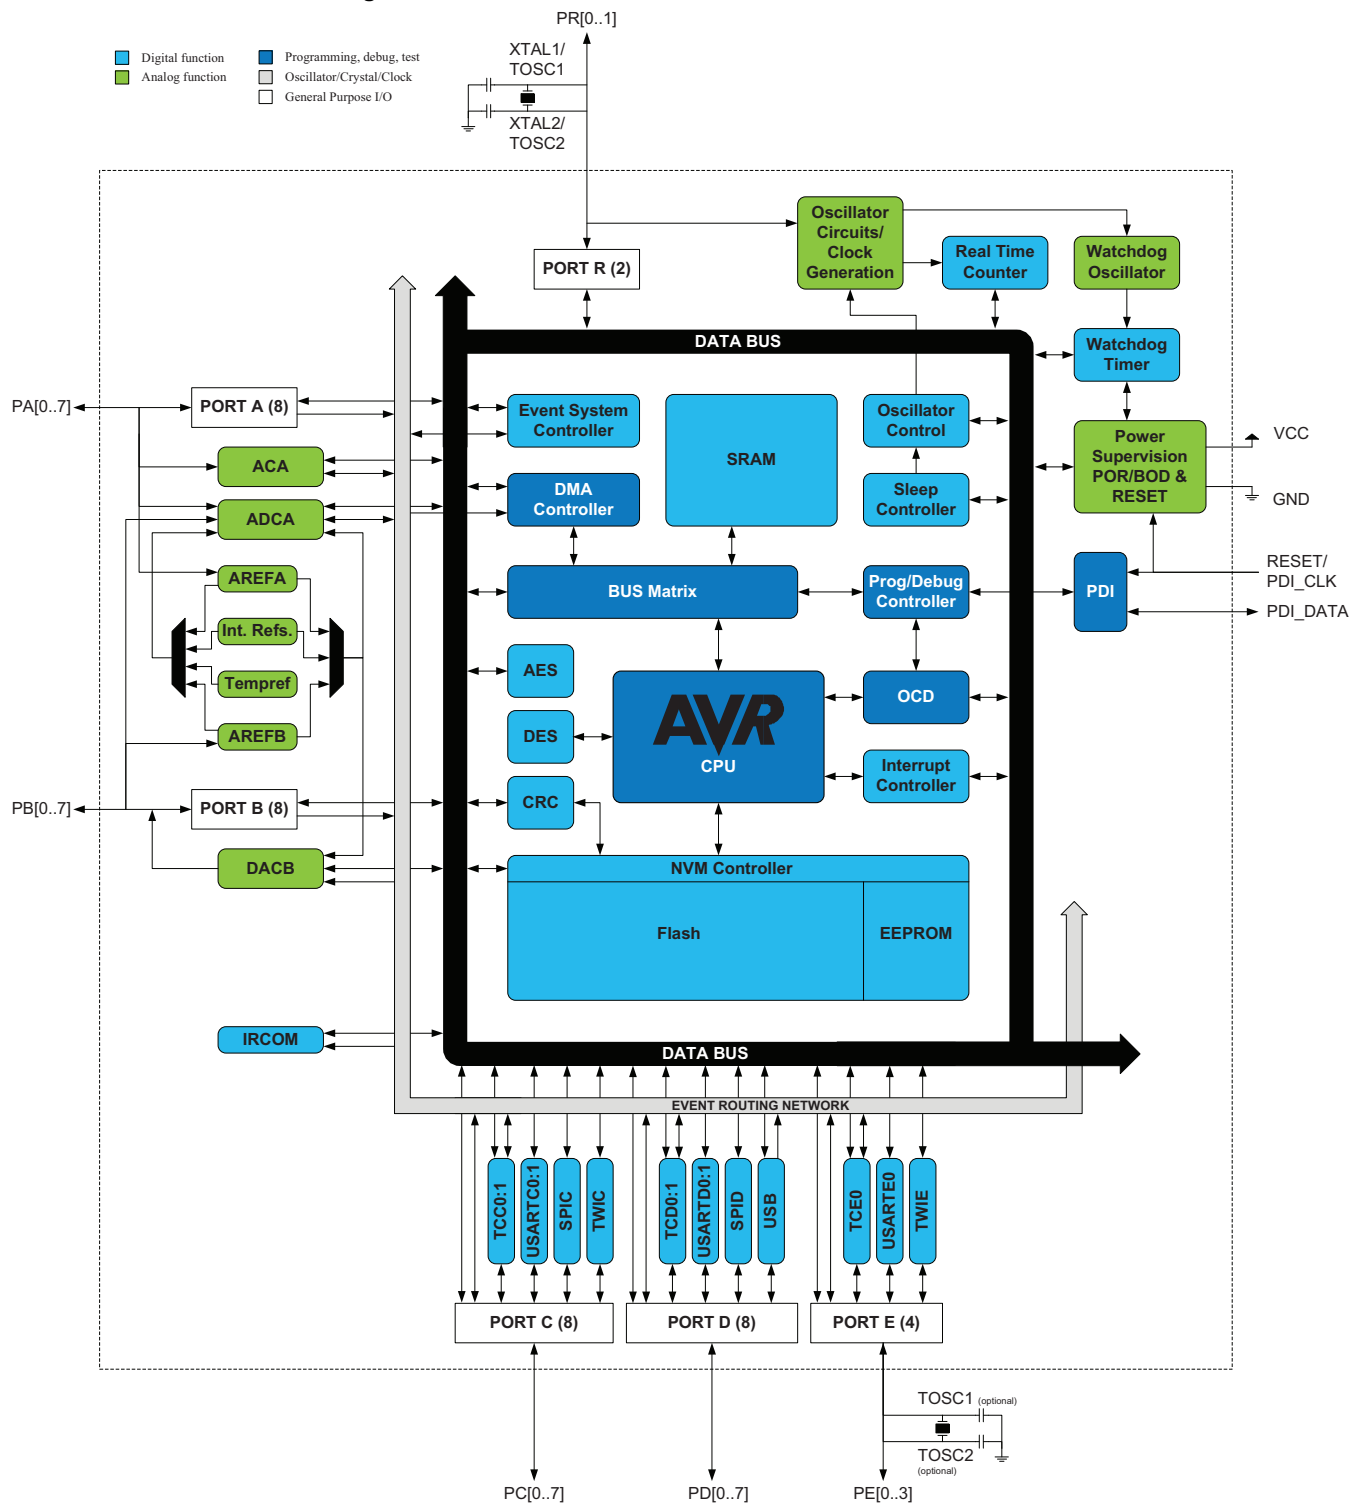 PR[0..1]
Digital function
Analog function
Programming, debug, test
Oscillator/Crystal/Clock
General Purpose I/O
XTAL1/
TOSC1
XTAL2/
TOSC2
Oscillator
Circuits/
Clock
Generation
Real Time
Counter
Watchdog
Oscillator
PORT R (2)
DATA BUS
Watchdog
Timer
PA[0..7]
PORT A (8)
Event System
Controller
SRAM
Oscillator
Control
Power
Supervision
POR/BOD &
RESET
VCC
GND
ACA
DMA
Controller
Sleep
Controller
ADCA
AREFA
BUS Matrix
Prog/Debug
Controller
PDI
RESET/
PDI_CLK
PDI_DATA
Int. Refs.
Tempref
AREFB
AES
DES
CRC
AVR
CPU
OCD
Interrupt
Controller
PB[0..7]
PORT B (8)
DACB
NVM Controller
Flash
EEPROM
IRCOM
DATA BUS
EVENT ROUTING NETWORK
TCC0:1
USARTC0:1
SPIC
TWIC
TCD0:1
USARTD0:1
SPID
USB
TCE0
USARTE0
TWIE
PORT C (8)
PORT D (8)
PORT E (4)
TOSC1 (optional)
TOSC2
(optional)
PC[0..7]
PD[0..7]
PE[0..3]